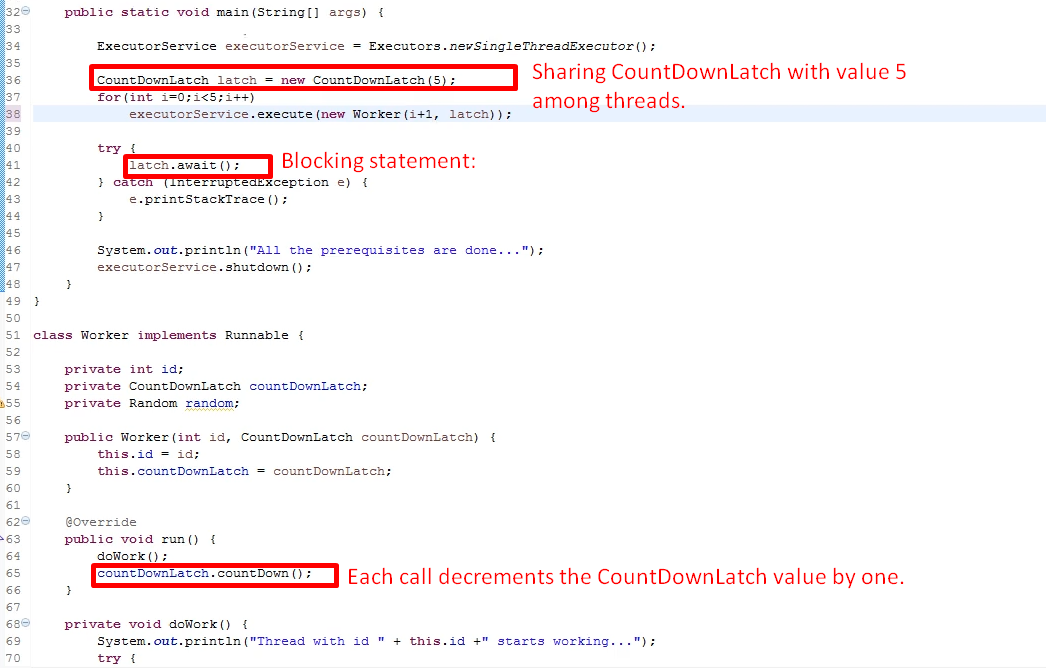 32 public static void main(String[] args) {
33
34 ExecutorService executorService = Executors.newSingleThreadExecutor();
35
36 CountDownLatch latch = new CountDownLatch(5); Sharing CountDownLatch with value 5
37 for(int i=0;i<5;i++) among threads.
38 executorService.execute(new Worker(i+1, latch));
39
40 try {
41 latch.await(); Blocking statement:
42 } catch (InterruptedException e) {
43 e.printStackTrace();
44 }
45
46 System.out.println("All the prerequisites are done...");
47 executorService.shutdown();
48 }
49 }
50
51 class Worker implements Runnable {
52
53 private int id;
54 private CountDownLatch countDownLatch;
55 private Random random;
56
57 public Worker(int id, CountDownLatch countDownLatch) {
58 this.id = id;
59 this.countDownLatch = countDownLatch;
60 }
61
62 @Override
63 public void run() {
64 doWork();
65 countDownLatch.countDown(); Each call decrements the CountDownLatch value by one.
66 }
67
68 private void doWork() {
69 System.out.println("Thread with id " + this.id +" starts working...");
70 try {